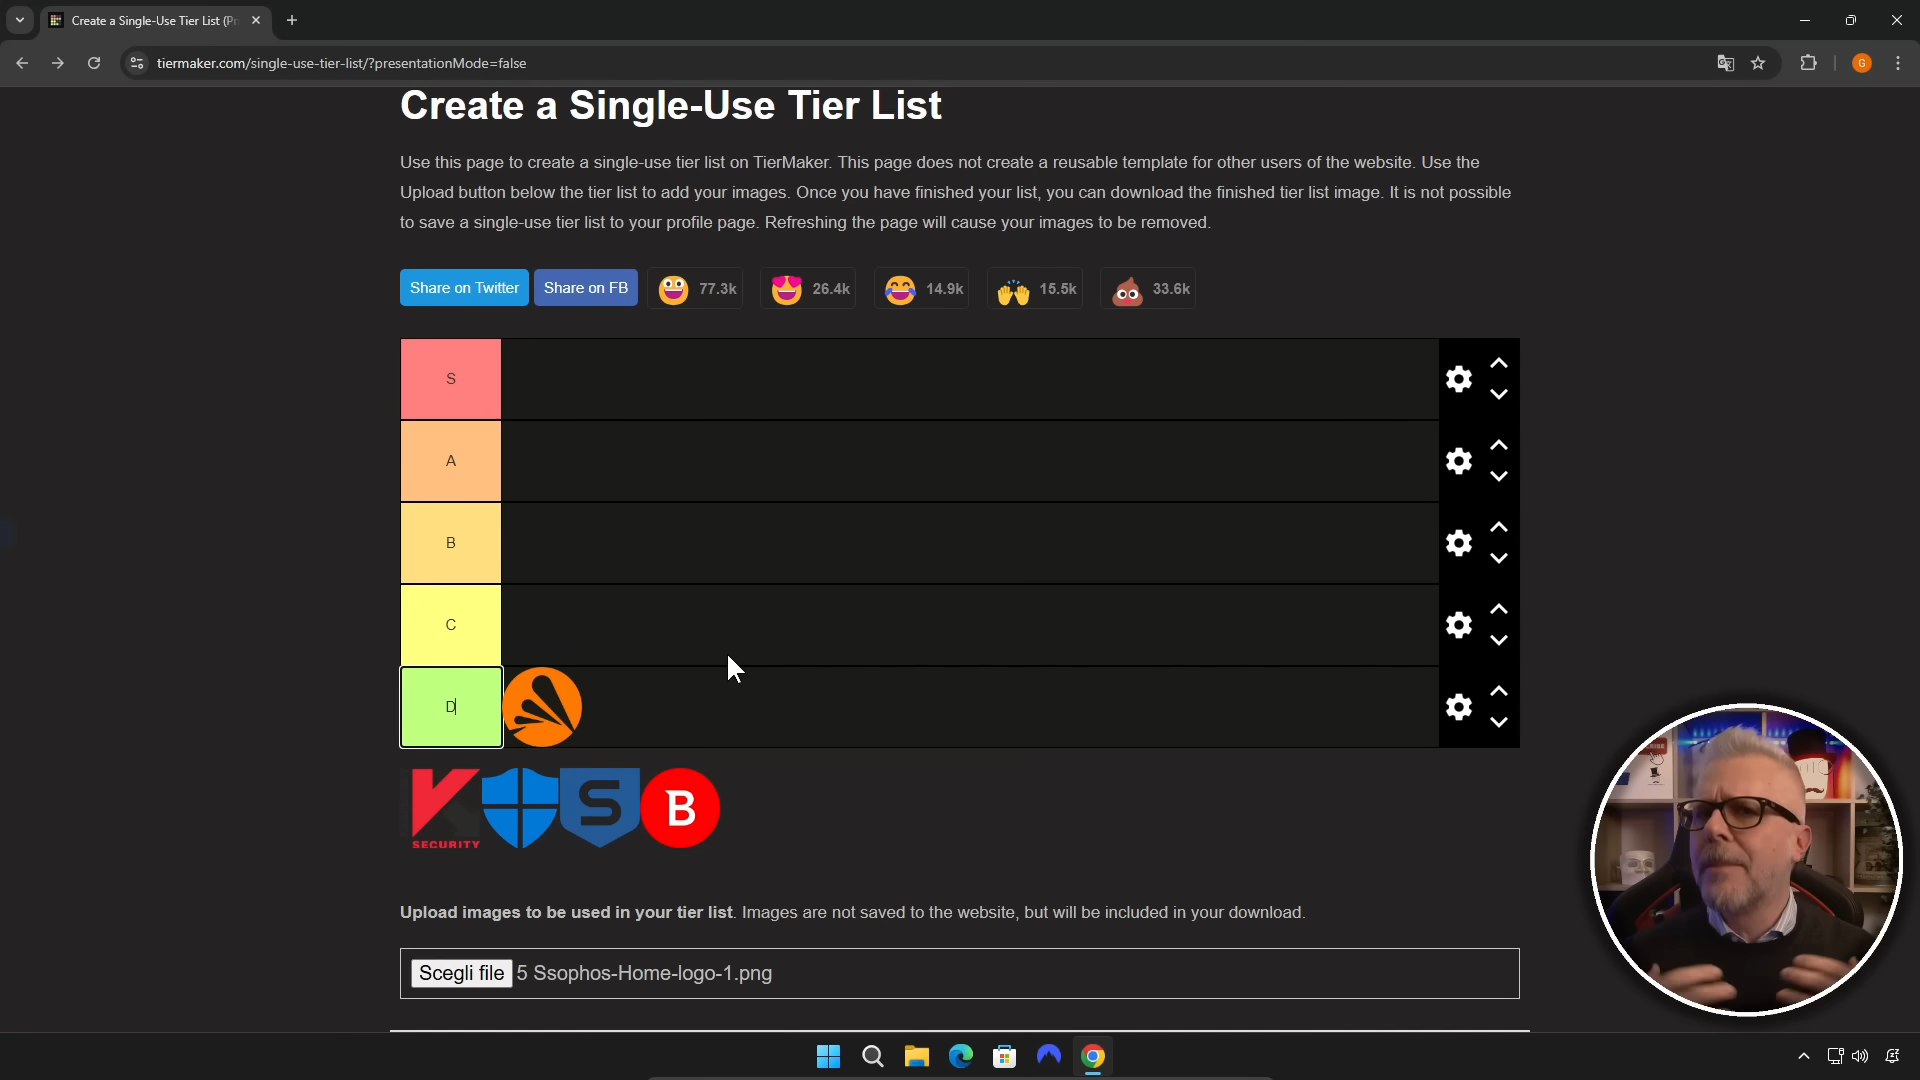 Create a Single-Use Tier List (Pr
tiermaker.com/single-use-tier-list/?presentationMode=false
G
Create a Single-Use Tier List
Use this page to create a single-use tier list on TierMaker. This page does not create a reusable template for other users of the website. Use the
Upload button below the tier list to add your images. Once you have finished your list, you can download the finished tier list image. It is not possible
to save a single-use tier list to your profile page. Refreshing the page will cause your images to be removed.
Share on Twitter Share on FB 77.3k 26.4k 14.9k 15.5k 33.6k
S
A
B
C
D
SECURITY S B
Upload images to be used in your tier list. Images are not saved to the website, but will be included in your download.
Scegli file 5 Ssophos-Home-logo-1.png